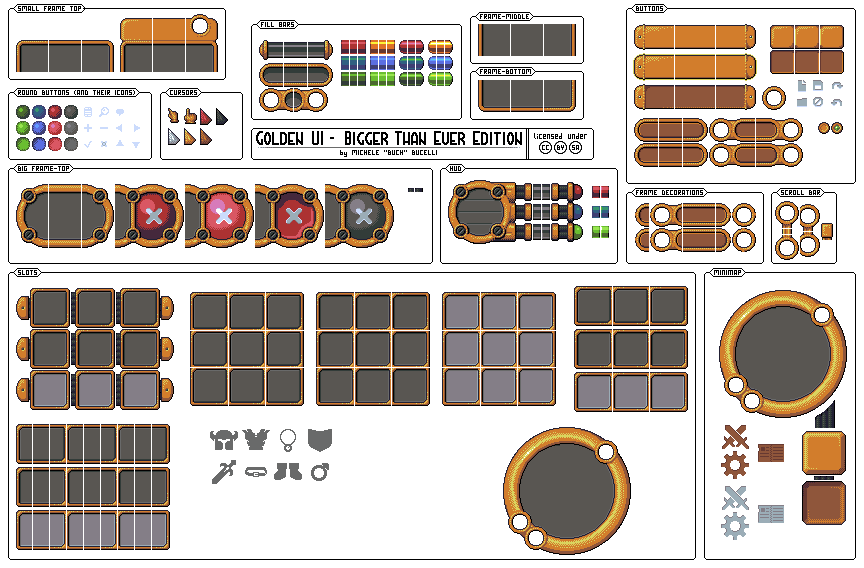 SMALL FRAME TOP
FILL BARS
FRAME-MIDDLE
BUTTONS
FRAME-BOTTOM
ROUND BUTTONS (AND THEIR ICONS)
CURSORS
GOLDEN UI - BIGGER THAN EVER EDITION
by MICHELE "BUCH" BUCELLI
licensed under
CC BY SA
BIG FRAME-TOP
HUD
FRAME DECORATIONS
SCROLL BAR
SLOTS
MINIMAP